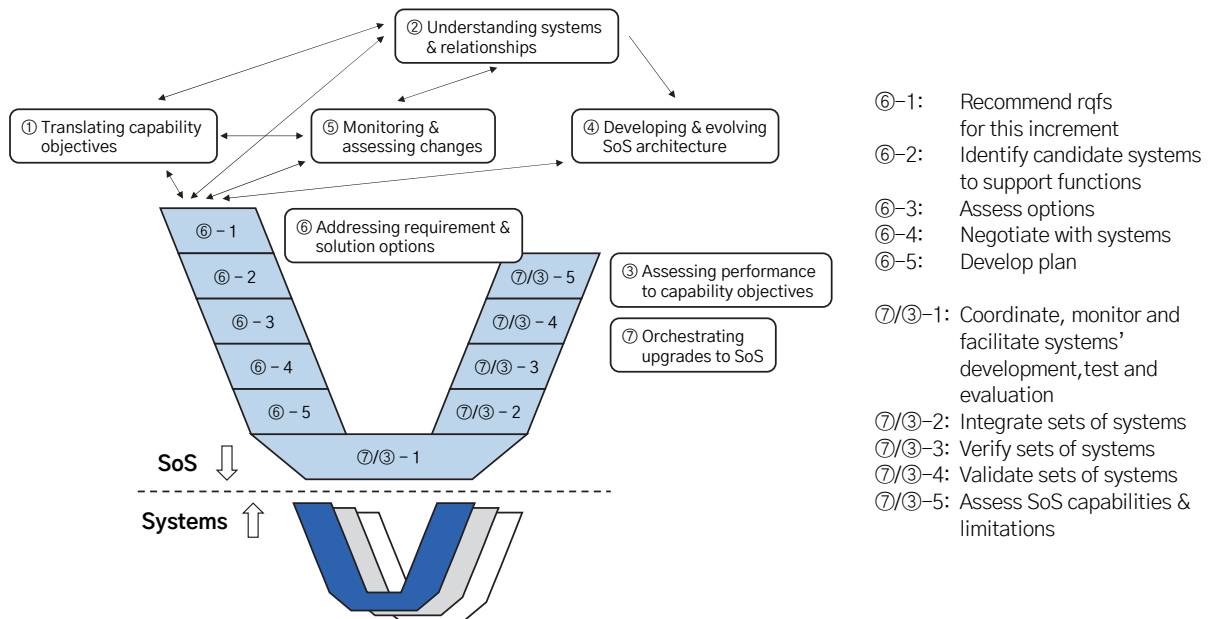 ② Understanding systems
& relationships
① Translating capability
objectives
⑤ Monitoring &
assessing changes
④ Developing & evolving
SoS architecture
⑥ Addressing requirement &
solution options
⑥ – 1
⑥ – 2
⑥ – 3
⑥ – 4
⑥ – 5
⑦/③ – 5
⑦/③ – 4
⑦/③ – 3
⑦/③ – 2
⑦/③ – 1
③ Assessing performance
to capability objectives
⑦ Orchestrating
upgrades to SoS
SoS
Systems
⑥–1: Recommend rqfs
for this increment
⑥–2: Identify candidate systems
to support functions
⑥–3: Assess options
⑥–4: Negotiate with systems
⑥–5: Develop plan
⑦/③–1: Coordinate, monitor and
facilitate systems’
development,test and
evaluation
⑦/③–2: Integrate sets of systems
⑦/③–3: Verify sets of systems
⑦/③–4: Validate sets of systems
⑦/③–5: Assess SoS capabilities &
limitations